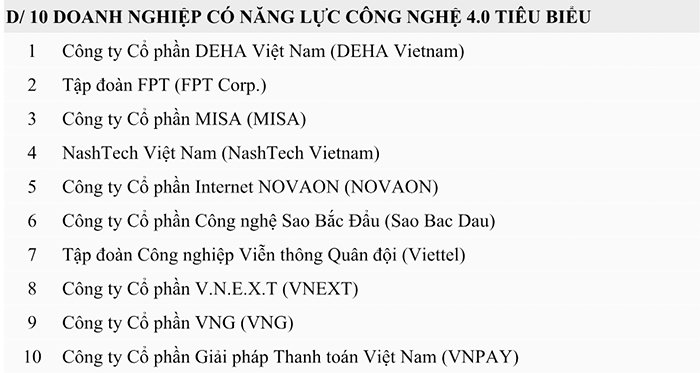 D/ 10 DOANH NGHIỆP CÓ NĂNG LỰC CÔNG NGHỆ 4.0 TIÊU BIỂU
1 Công ty Cổ phần DEHA Việt Nam (DEHA Vietnam)
2 Tập đoàn FPT (FPT Corp.)
3 Công ty Cổ phần MISA (MISA)
4 NashTech Việt Nam (NashTech Vietnam)
5 Công ty Cổ phần Internet NOVAON (NOVAON)
6 Công ty Cổ phần Công nghệ Sao Bắc Đẩu (Sao Bac Dau)
7 Tập đoàn Công nghiệp Viễn thông Quân đội (Viettel)
8 Công ty Cổ phần V.N.E.X.T (VNEXT)
9 Công ty Cổ phần VNG (VNG)
10 Công ty Cổ phần Giải pháp Thanh toán Việt Nam (VNPAY)